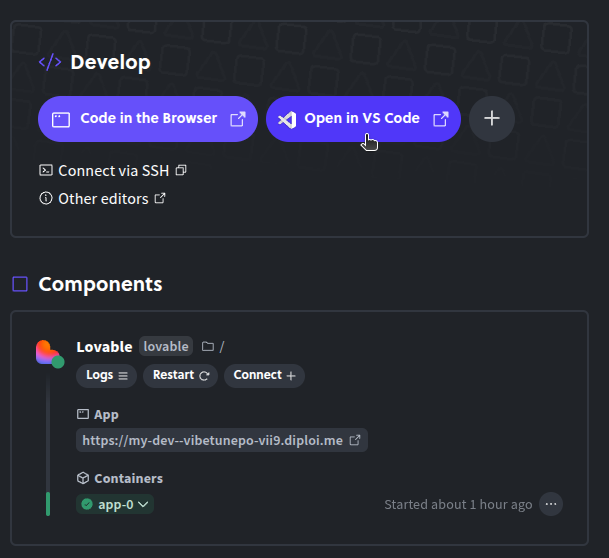 Develop
Code in the Browser
Open in VS Code
Connect via SSH
Other editors
Components
Lovable lovable /
Logs Restart Connect
App
https://my-dev--vibetunepo-vii9.diploi.me
Containers
app-0 Started about 1 hour ago